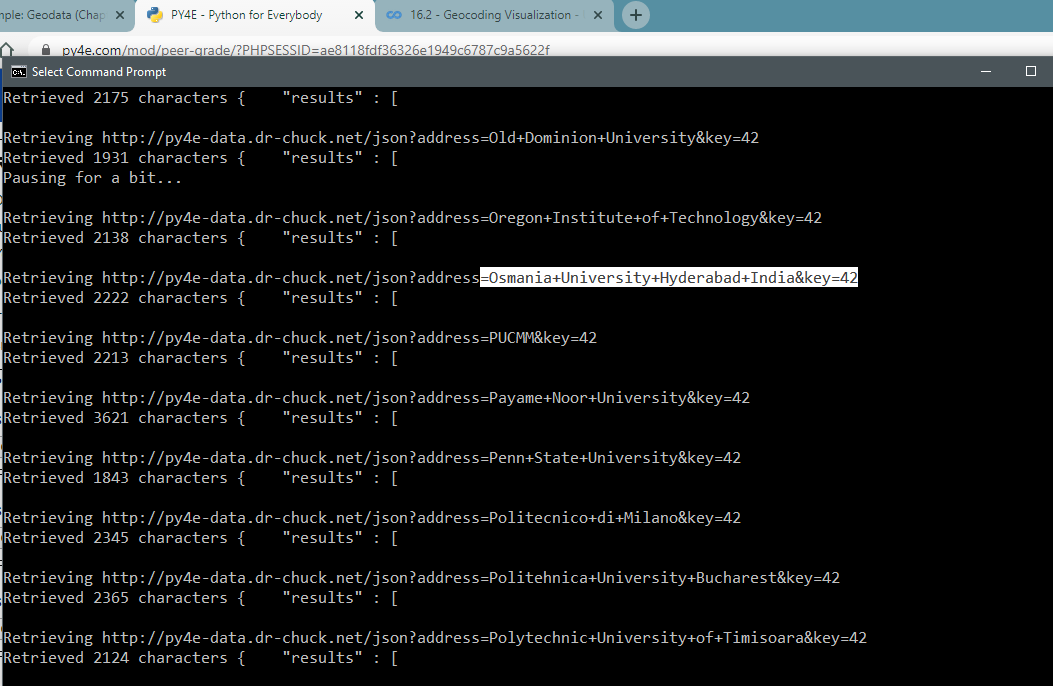 mple: Geodata (Chap
PY4E - Python for Everybody
16.2 - Geocoding Visualization -
py4e.com/mod/peer-grade/?PHPSESSID=ae8118fdf36326e1949c6787c9a5622f
Select Command Prompt
Retrieved 2175 characters {    "results" : [
Retrieving http://py4e-data.dr-chuck.net/json?address=Old+Dominion+University&key=42
Retrieved 1931 characters {    "results" : [
Pausing for a bit...
Retrieving http://py4e-data.dr-chuck.net/json?address=Oregon+Institute+of+Technology&key=42
Retrieved 2138 characters {    "results" : [
Retrieving http://py4e-data.dr-chuck.net/json?address=Osmania+University+Hyderabad+India&key=42
Retrieved 2222 characters {    "results" : [
Retrieving http://py4e-data.dr-chuck.net/json?address=PUCMM&key=42
Retrieved 2213 characters {    "results" : [
Retrieving http://py4e-data.dr-chuck.net/json?address=Payame+Noor+University&key=42
Retrieved 3621 characters {    "results" : [
Retrieving http://py4e-data.dr-chuck.net/json?address=Penn+State+University&key=42
Retrieved 1843 characters {    "results" : [
Retrieving http://py4e-data.dr-chuck.net/json?address=Politecnico+di+Milano&key=42
Retrieved 2345 characters {    "results" : [
Retrieving http://py4e-data.dr-chuck.net/json?address=Politehnica+University+Bucharest&key=42
Retrieved 2365 characters {    "results" : [
Retrieving http://py4e-data.dr-chuck.net/json?address=Polytechnic+University+of+Timisoara&key=42
Retrieved 2124 characters {    "results" : [